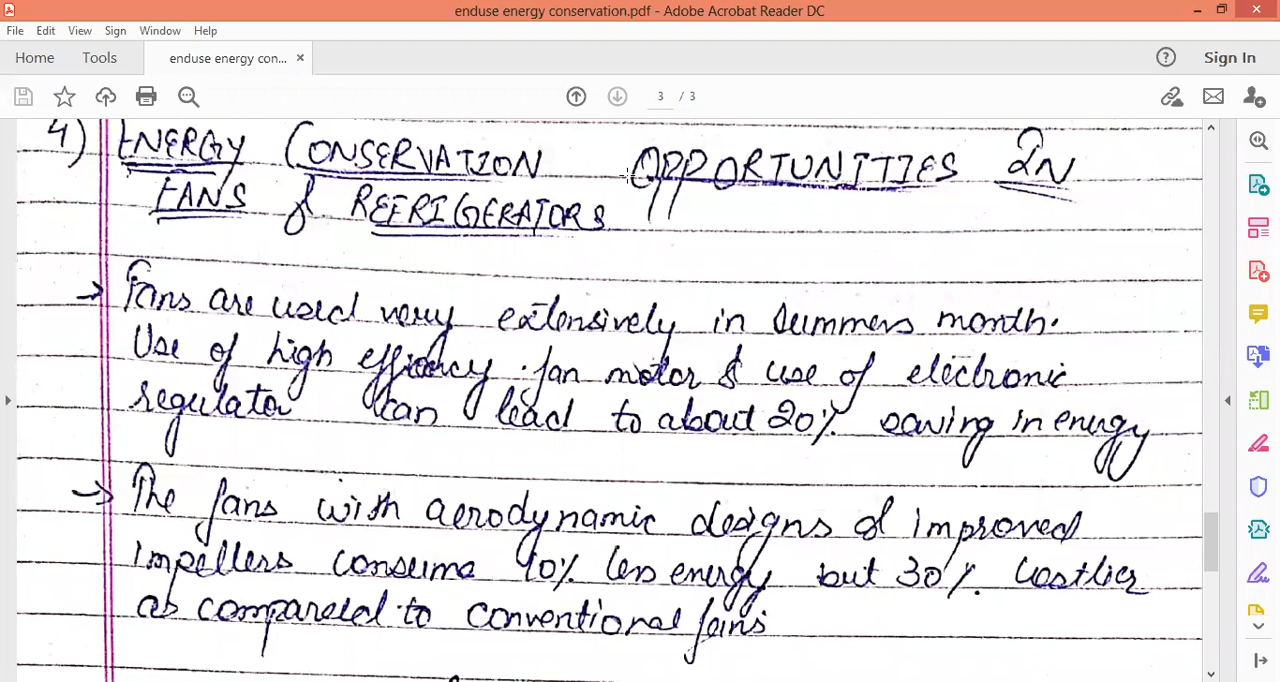 enduse energy conservation.pdf - Adobe Acrobat Reader DC
File Edit View Sign Window Help
Home Tools enduse energy con... × Sign In
3 / 3
4) ENERGY CONSERVATION OPPORTUNITIES IN
FANS & REFRIGERATORS
→ Fans are used very extensively in summers month.
Use of high efficiency fan motor & use of electronic
regulator can lead to about 20% saving in energy
→ The fans with aerodynamic designs & improved
impellers consume 40% less energy but 30% costlier
as compared to conventional fans